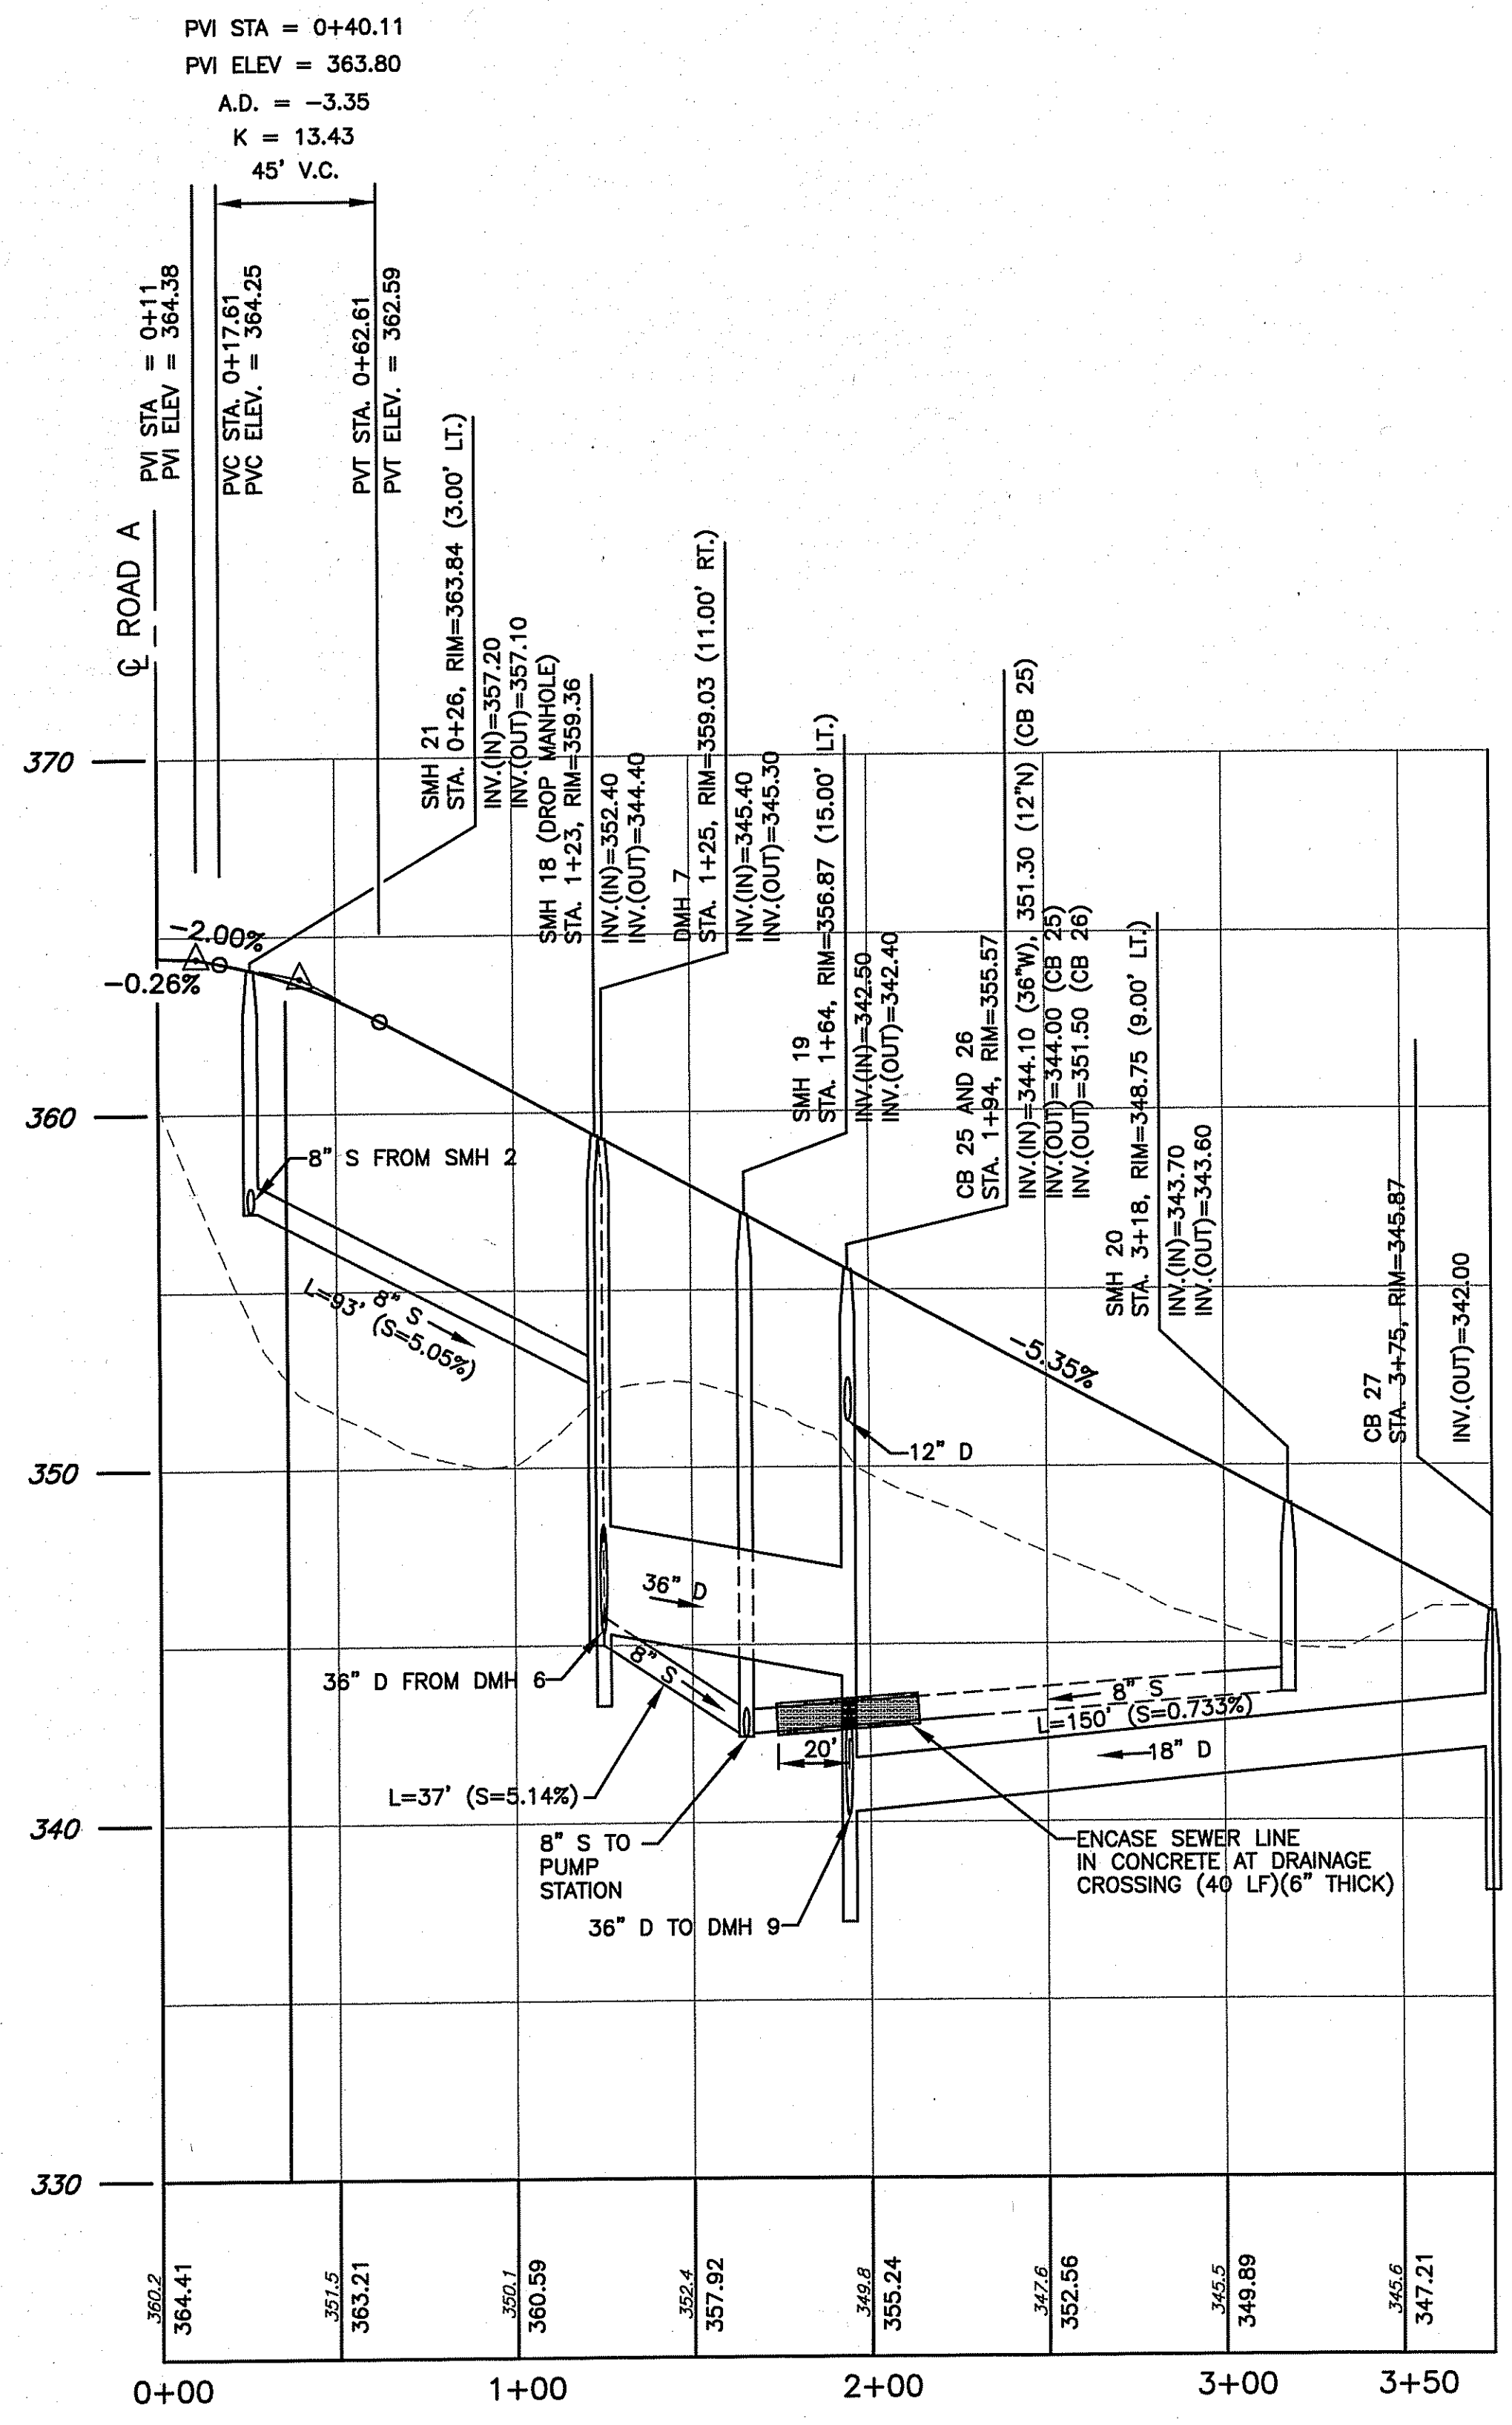 PVI STA = 0+40.11
PVI ELEV = 363.80
A.D. = -3.35
K = 13.43
45' V.C.
PVI STA = 0+11
PVI ELEV = 364.38
PVC STA. 0+17.61
PVC ELEV. = 364.25
PVT STA. 0+62.61
PVT ELEV. = 362.59
℄ ROAD A
SMH 21
STA. 0+26, RIM=363.84 (3.00' LT.)
INV.(IN)=357.20
INV.(OUT)=357.10
SMH 18 (DROP MANHOLE)
STA. 1+23, RIM=359.36
INV.(IN)=352.40
INV.(OUT)=344.40
DMH 7
STA. 1+25, RIM=359.03 (11.00' RT.)
INV.(IN)=345.40
INV.(OUT)=345.30
SMH 19
STA. 1+64, RIM=356.87 (15.00' LT.)
INV.(IN)=342.50
INV.(OUT)=342.40
CB 25 AND 26
STA. 1+94, RIM=355.57
INV.(IN)=344.10 (36"W), 351.30 (12"N) (CB 25)
INV.(OUT)=344.00 (CB 25)
INV.(OUT)=351.50 (CB 26)
SMH 20
STA. 3+18, RIM=348.75 (9.00' LT.)
INV.(IN)=343.70
INV.(OUT)=343.60
CB 27
STA. 3+75, RIM=345.87
INV.(OUT)=342.00
370
-2.00%
-0.26%
360
8" S FROM SMH 2
8" S
L=93' (S=5.05%)
-5.35%
350
12" D
36" D
36" D FROM DMH 6
8" S
8" S
L=150' (S=0.733%)
20'
18" D
L=37' (S=5.14%)
340
8" S TO
PUMP
STATION
ENCASE SEWER LINE
IN CONCRETE AT DRAINAGE
CROSSING (40 LF)(6" THICK)
36" D TO DMH 9
330
360.2
364.41
351.5
363.21
350.1
360.59
352.4
357.92
349.8
355.24
347.6
352.56
345.5
349.89
345.6
347.21
0+00
1+00
2+00
3+00
3+50